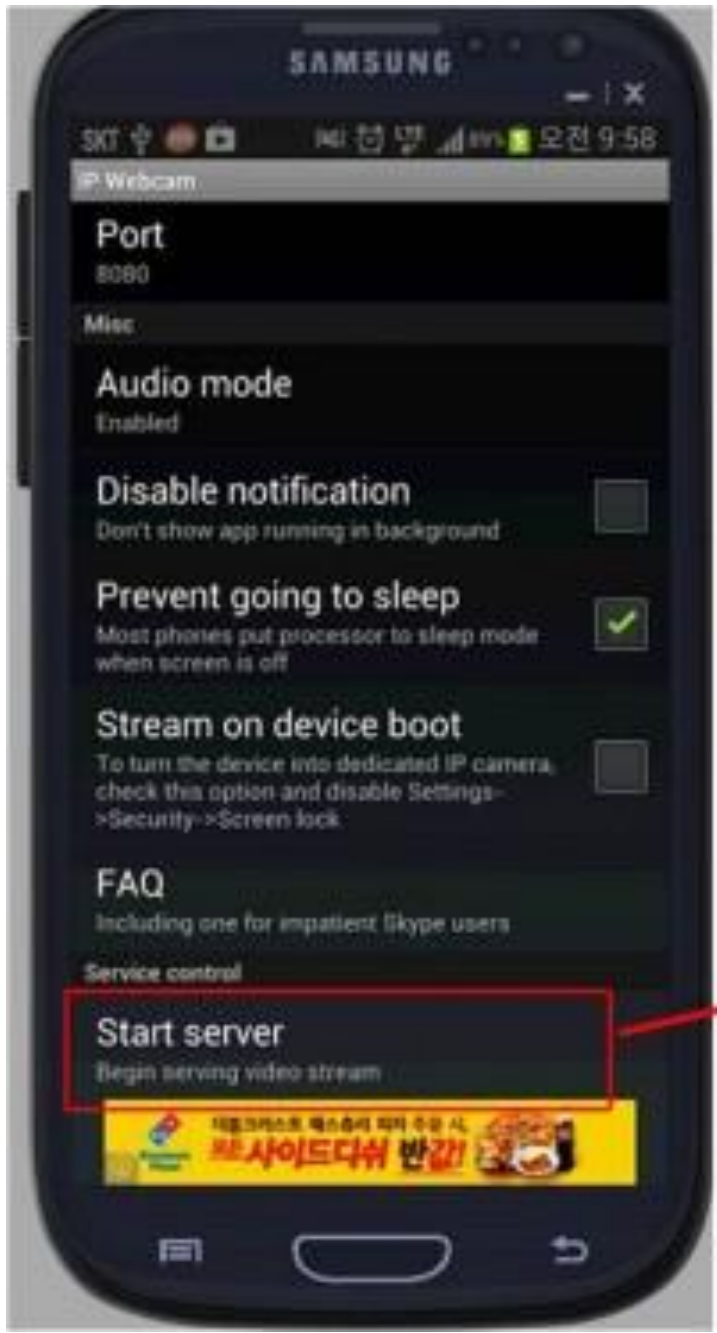 SAMSUNG
SKT 오전 9:58
IP Webcam
Port
8080
Misc
Audio mode
Enabled
Disable notification
Don't show app running in background
Prevent going to sleep
Most phones put processor to sleep mode
when screen is off
Stream on device boot
To turn the device into dedicated IP camera,
check this option and disable Settings-
>Security->Screen lock
FAQ
Including one for impatient Skype users
Service control
Start server
Begin serving video stream
사이드디쉬 반값!